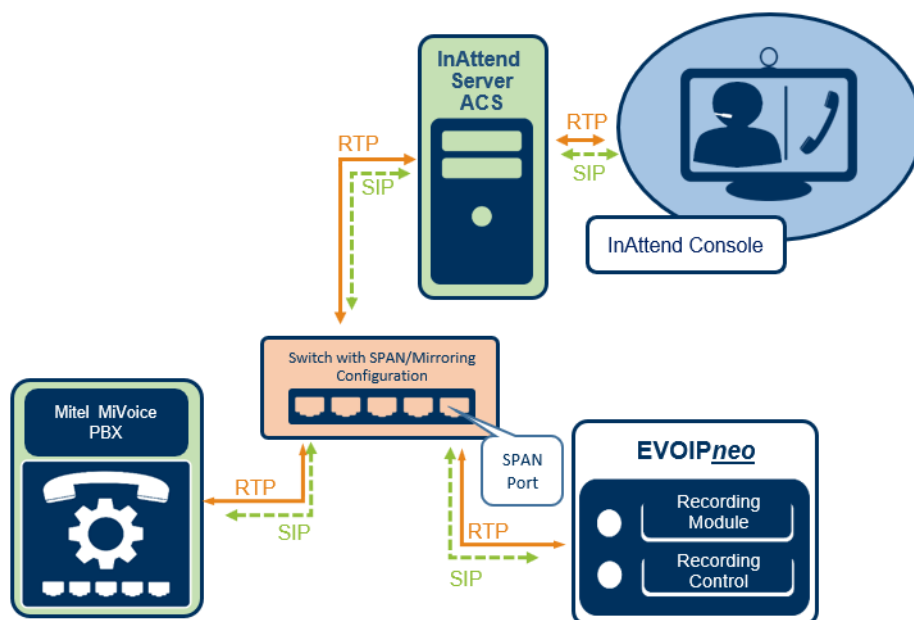 InAttend
Server
ACS
RTP
SIP
RTP
SIP
InAttend Console
Switch with SPAN/Mirroring
Configuration
SPAN
Port
Mitel MiVoice
PBX
RTP
SIP
RTP
SIP
EVOIPneo
Recording
Module
Recording
Control